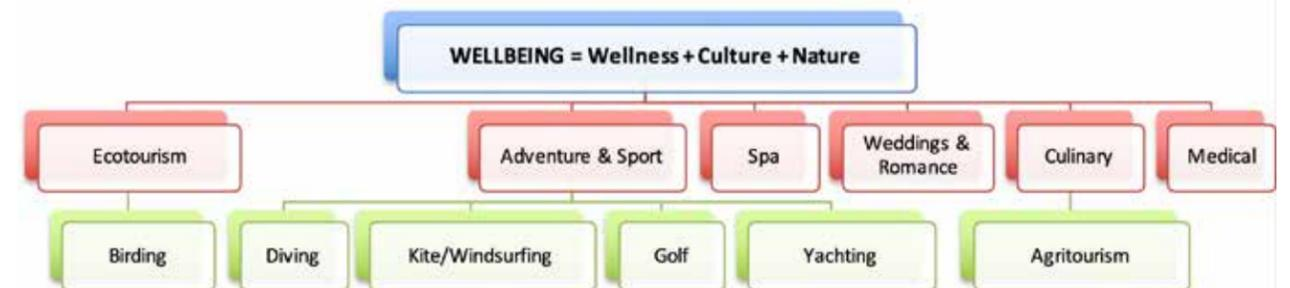 WELLBEING = Wellness + Culture + Nature
Ecotourism
Adventure & Sport
Spa
Weddings &
Romance
Culinary
Medical
Birding
Diving
Kite/Windsurfing
Golf
Yachting
Agritourism